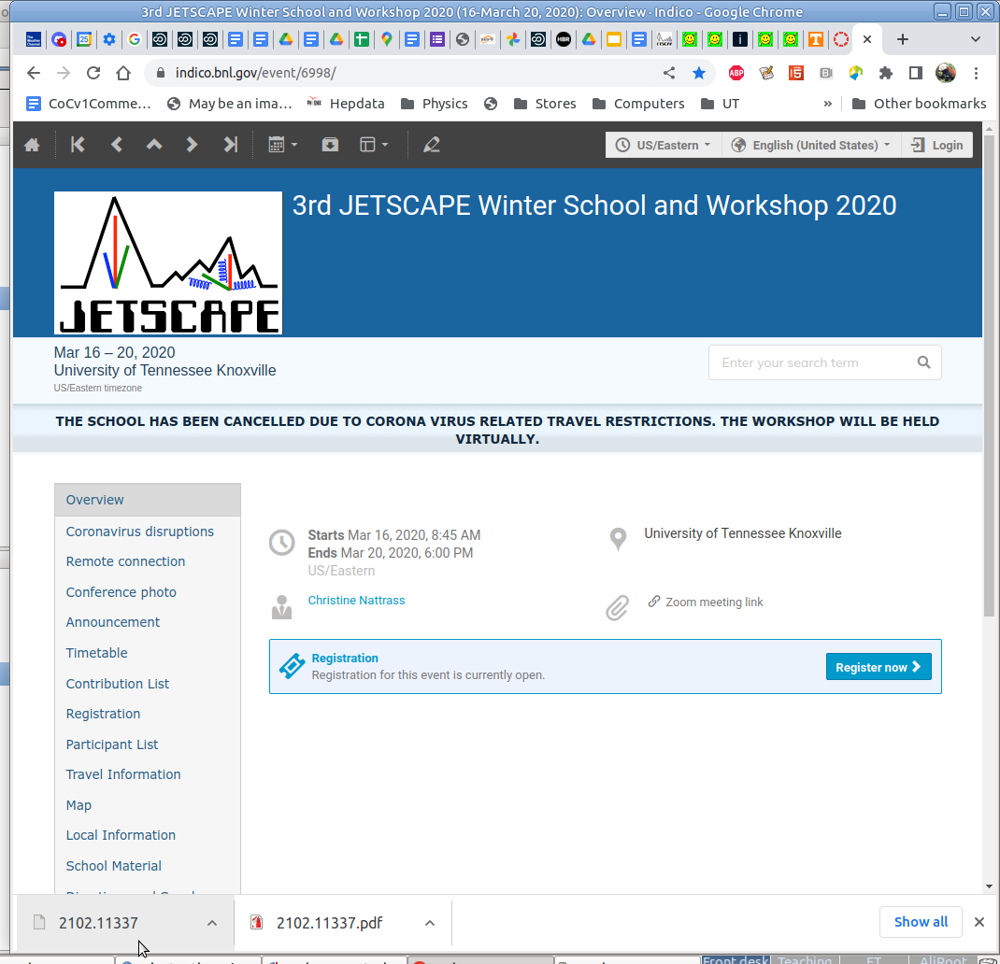 3rd JETSCAPE Winter School and Workshop 2020 (16-March 20, 2020): Overview · Indico - Google Chrome
indico.bnl.gov/event/6998/
CoCv1Comme... May be an ima... Hepdata Physics Stores Computers UT » Other bookmarks
US/Eastern English (United States) Login
3rd JETSCAPE Winter School and Workshop 2020
JETSCAPE
Mar 16 – 20, 2020
University of Tennessee Knoxville
US/Eastern timezone
Enter your search term
THE SCHOOL HAS BEEN CANCELLED DUE TO CORONA VIRUS RELATED TRAVEL RESTRICTIONS. THE WORKSHOP WILL BE HELD
VIRTUALLY.
Overview
Coronavirus disruptions
Remote connection
Conference photo
Announcement
Timetable
Contribution List
Registration
Participant List
Travel Information
Map
Local Information
School Material
Starts Mar 16, 2020, 8:45 AM
Ends Mar 20, 2020, 6:00 PM
US/Eastern
University of Tennessee Knoxville
Christine Nattrass
Zoom meeting link
Registration
Registration for this event is currently open.
Register now
2102.11337
2102.11337.pdf
Show all
Front desk Teaching ET AliRoot